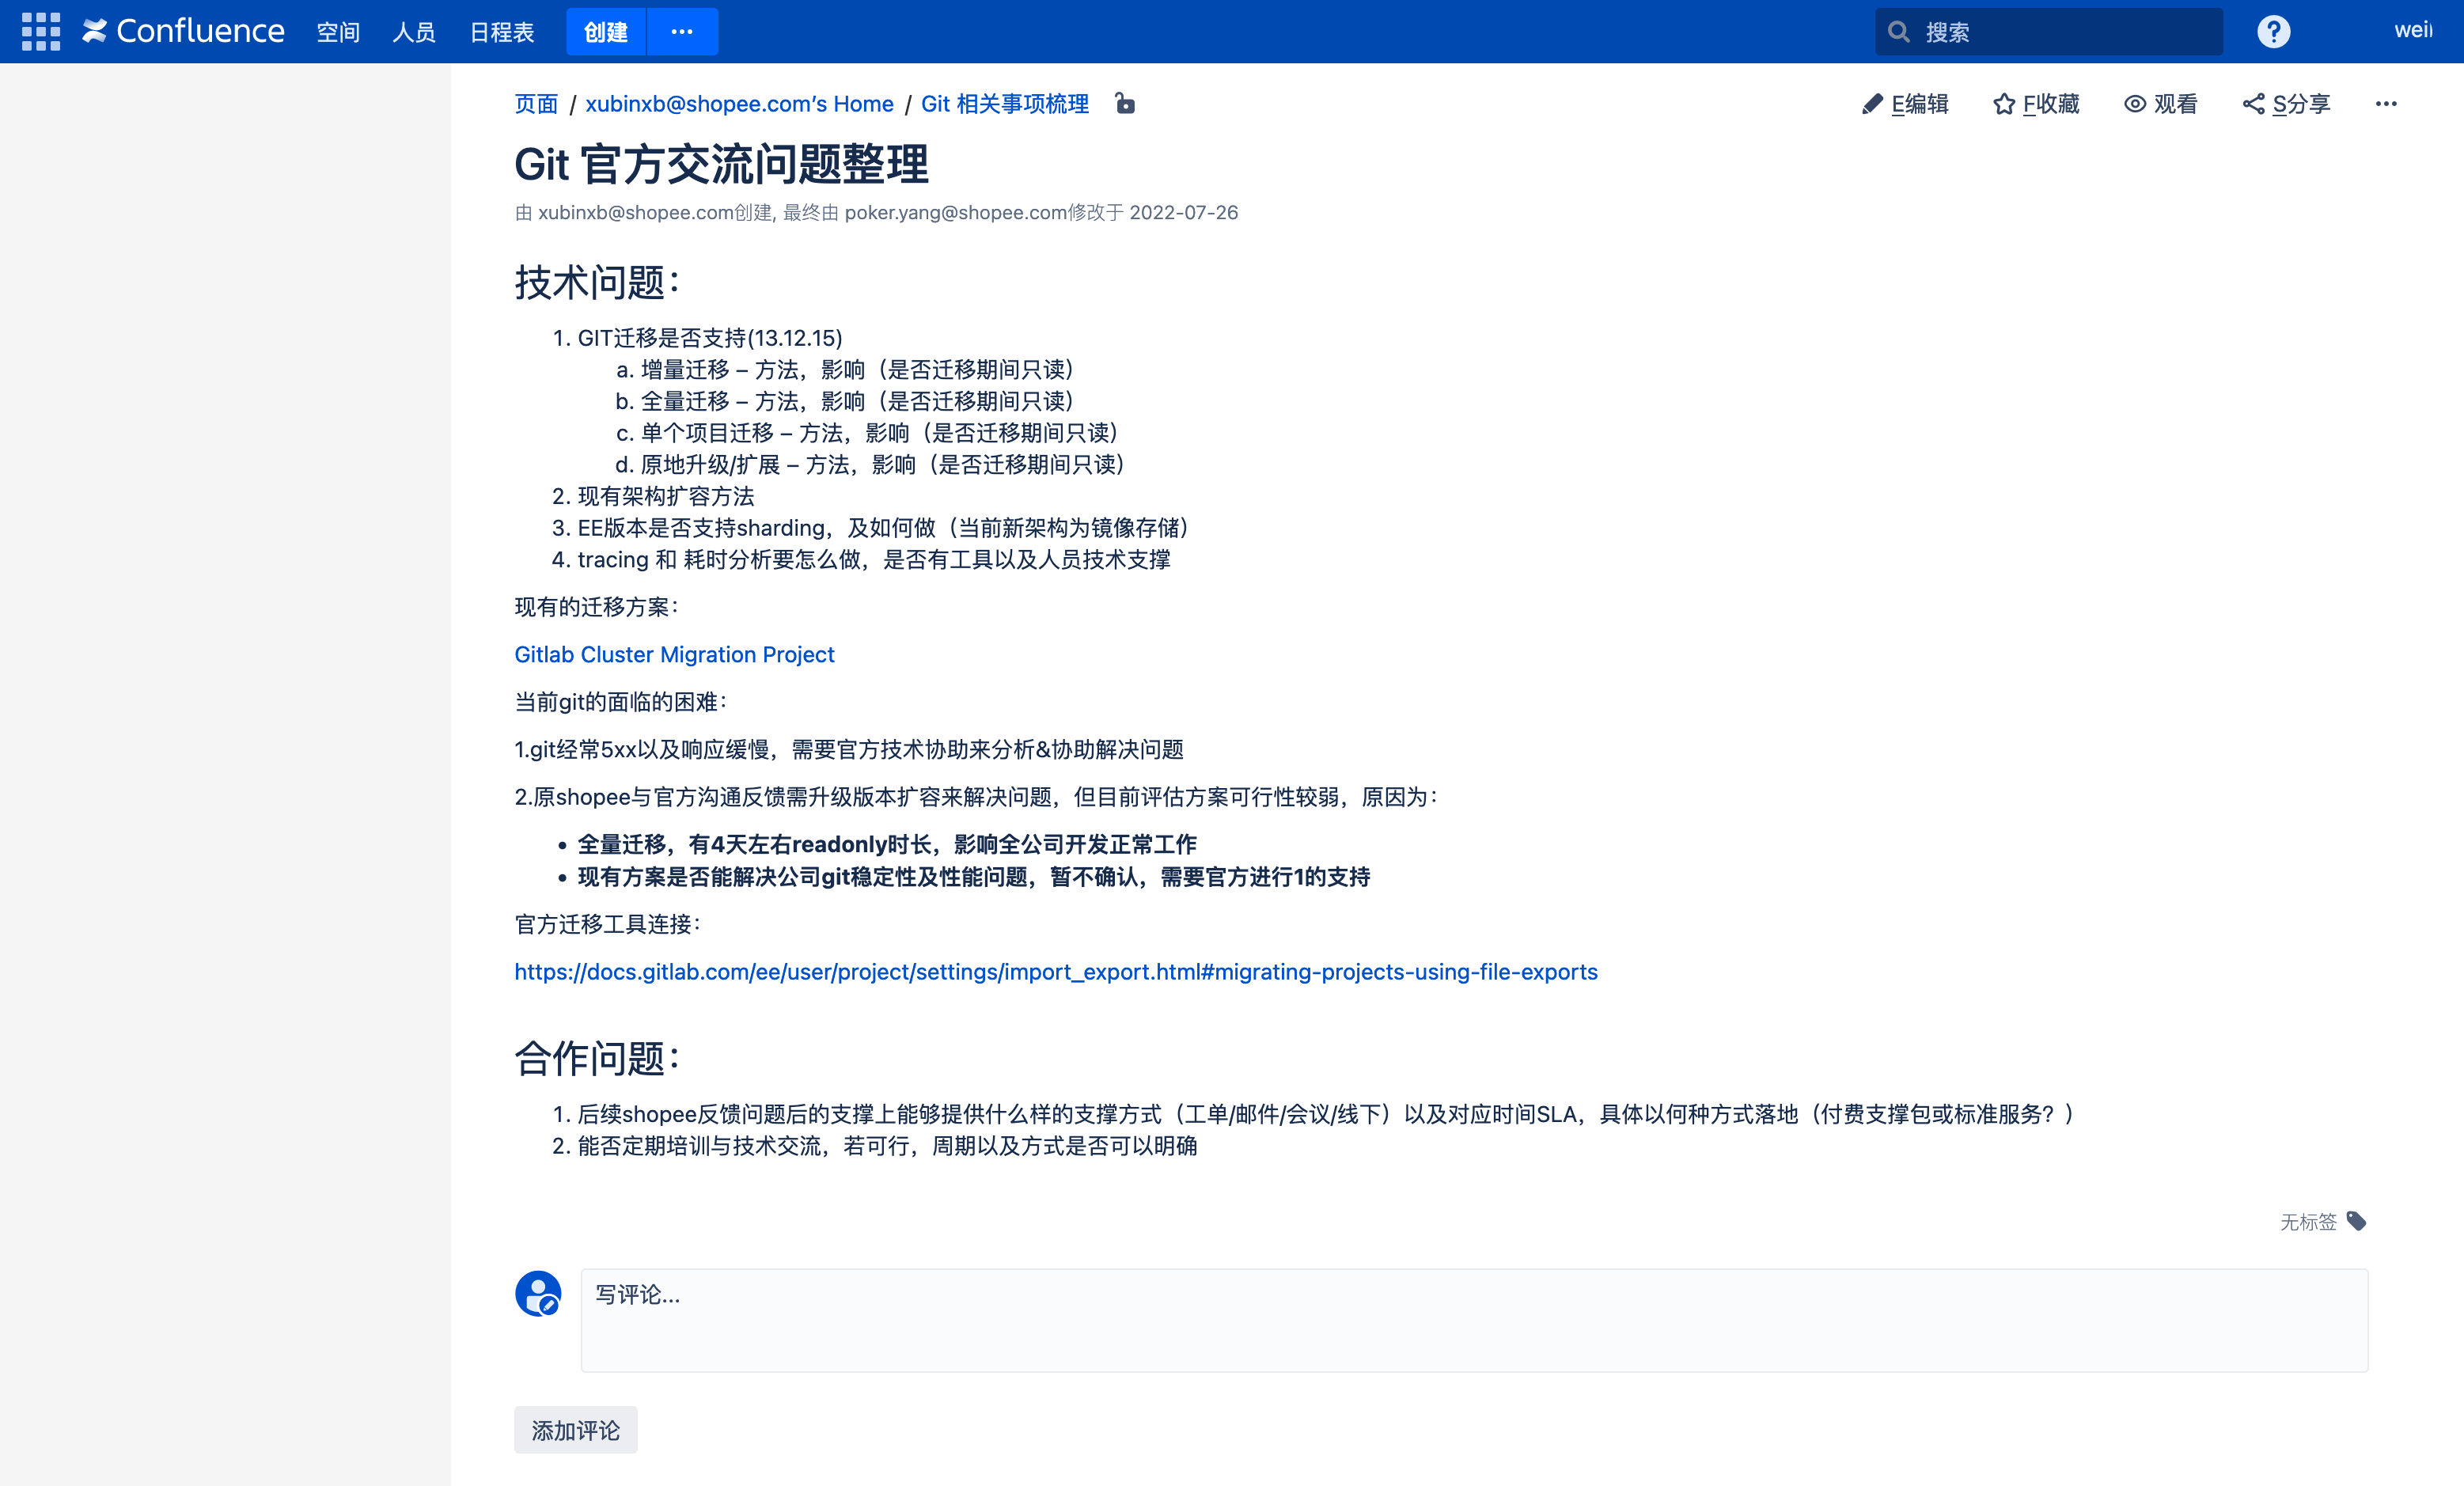 Confluence 空间 人员 日程表 创建 ··· 搜索 ? weii
页面 / xubinxb@shopee.com's Home / Git 相关事项梳理 E编辑 F收藏 观看 S分享 ···
Git 官方交流问题整理
由 xubinxb@shopee.com创建, 最终由 poker.yang@shopee.com修改于 2022-07-26
技术问题：
1. GIT迁移是否支持(13.12.15)
a. 增量迁移 – 方法，影响（是否迁移期间只读）
b. 全量迁移 – 方法，影响（是否迁移期间只读）
c. 单个项目迁移 – 方法，影响（是否迁移期间只读）
d. 原地升级/扩展 – 方法，影响（是否迁移期间只读）
2. 现有架构扩容方法
3. EE版本是否支持sharding，及如何做（当前新架构为镜像存储）
4. tracing 和 耗时分析要怎么做，是否有工具以及人员技术支撑
现有的迁移方案：
Gitlab Cluster Migration Project
当前git的面临的困难：
1.git经常5xx以及响应缓慢，需要官方技术协助来分析&协助解决问题
2.原shopee与官方沟通反馈需升级版本扩容来解决问题，但目前评估方案可行性较弱，原因为：
• 全量迁移，有4天左右readonly时长，影响全公司开发正常工作
• 现有方案是否能解决公司git稳定性及性能问题，暂不确认，需要官方进行1的支持
官方迁移工具连接：
https://docs.gitlab.com/ee/user/project/settings/import_export.html#migrating-projects-using-file-exports
合作问题：
1. 后续shopee反馈问题后的支撑上能够提供什么样的支撑方式（工单/邮件/会议/线下）以及对应时间SLA，具体以何种方式落地（付费支撑包或标准服务？）
2. 能否定期培训与技术交流，若可行，周期以及方式是否可以明确
无标签
写评论...
添加评论